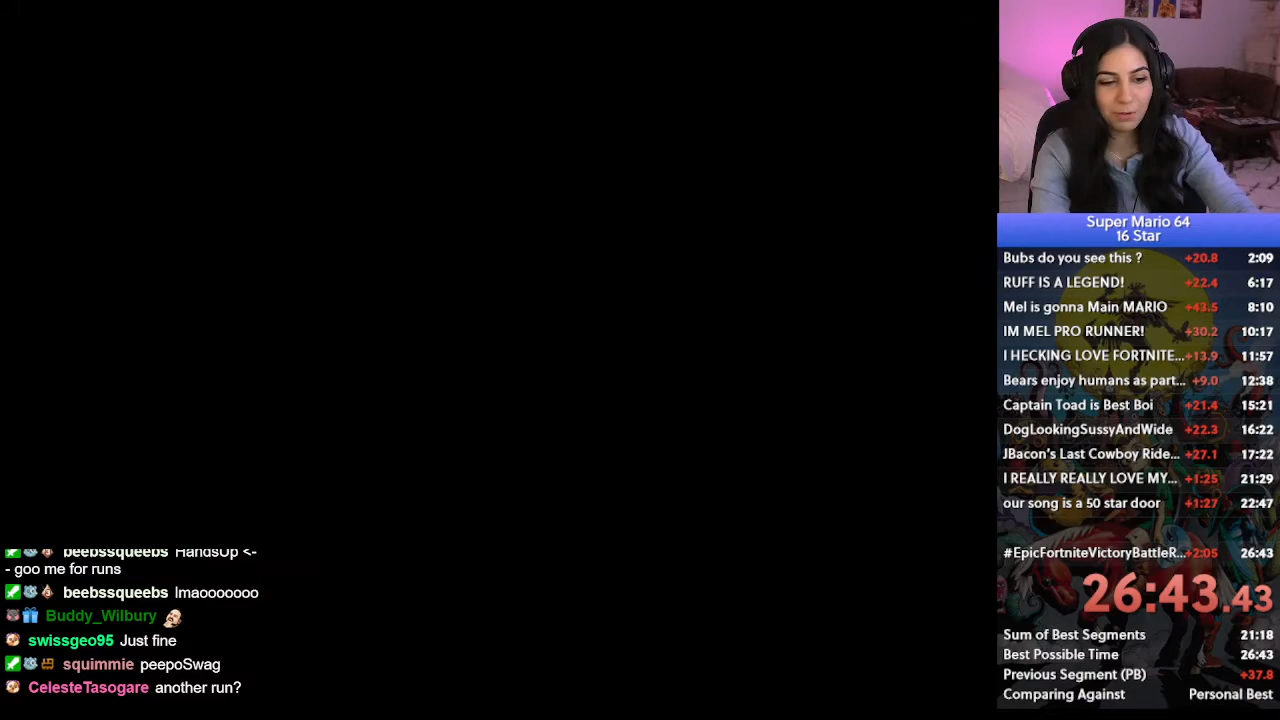 Super Mario 64
16 Star
Bubs do you see this ? +20.8 2:09
RUFF IS A LEGEND! +22.4 6:17
Mel is gonna Main MARIO +43.5 8:10
IM MEL PRO RUNNER! +30.2 10:17
I HECKING LOVE FORTNITE... +13.9 11:57
Bears enjoy humans as part... +9.0 12:38
Captain Toad is Best Boi +21.4 15:21
DogLookingSussyAndWide +22.3 16:22
JBacon's Last Cowboy Ride... +27.1 17:22
I REALLY REALLY LOVE MY... +1:25 21:29
our song is a 50 star door +1:27 22:47
#EpicFortniteVictoryBattleR... +2:05 26:43
26:43.43
Sum of Best Segments 21:18
Best Possible Time 26:43
Previous Segment (PB) +37.8
Comparing Against Personal Best
beebssqueebs HandsUp <-
- goo me for runs
beebssqueebs lmaooooooo
Buddy_Wilbury
swissgeo95 Just fine
squimmie peepoSwag
CelesteTasogare another run?